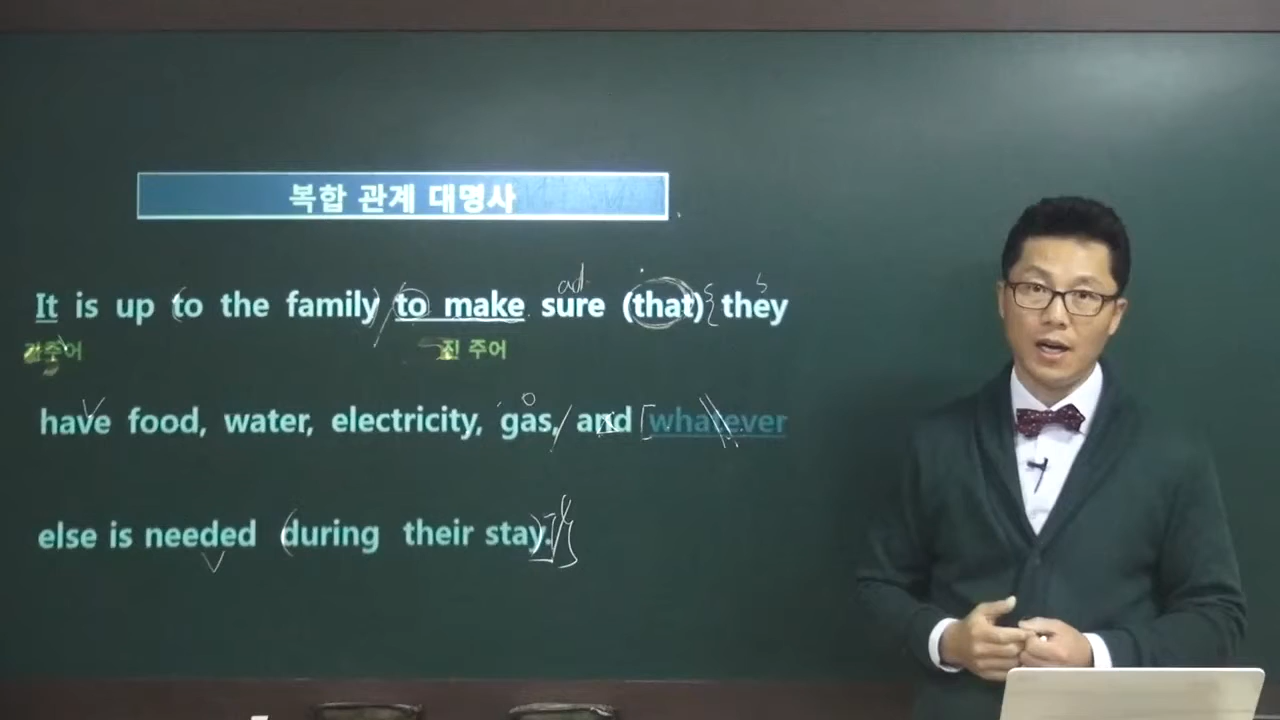 복합 관계 대명사
ad. s
It is up (to the family) / to make sure (that) { they
가주어 진 주어
v o
have food, water, electricity, gas, / and [whatever
else is needed (during their stay).]}
v